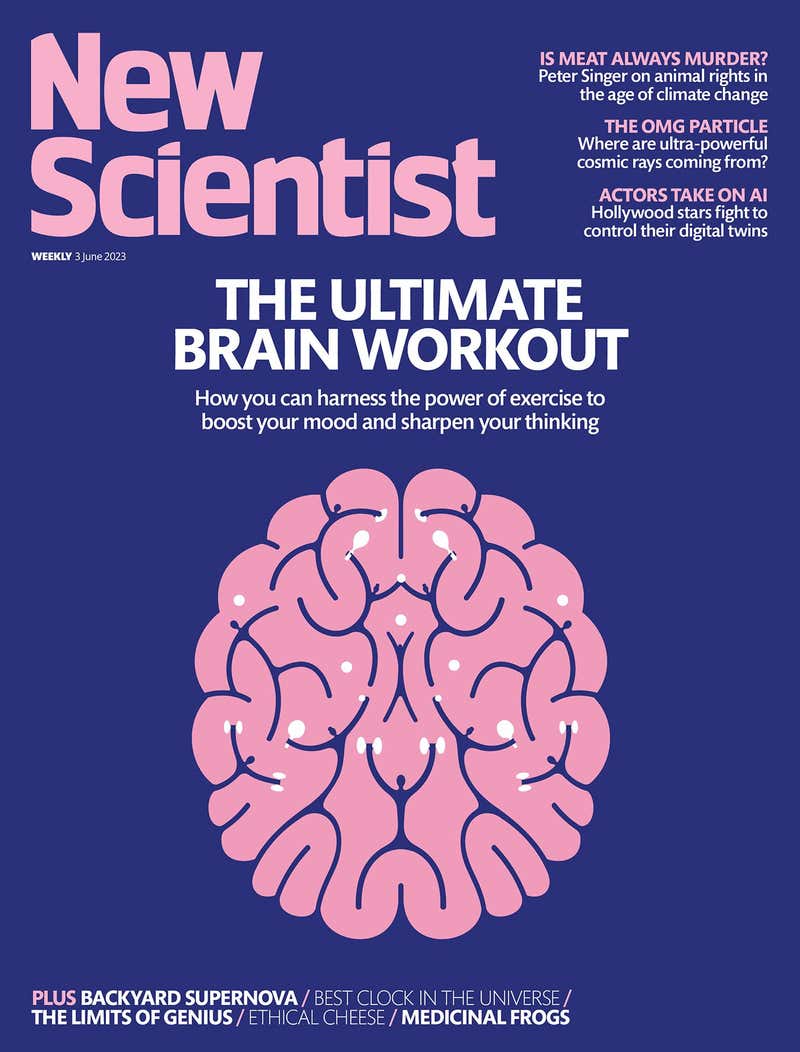 New
Scientist
WEEKLY 3 June 2023
IS MEAT ALWAYS MURDER?
Peter Singer on animal rights in
the age of climate change
THE OMG PARTICLE
Where are ultra-powerful
cosmic rays coming from?
ACTORS TAKE ON AI
Hollywood stars fight to
control their digital twins
THE ULTIMATE
BRAIN WORKOUT
How you can harness the power of exercise to
boost your mood and sharpen your thinking
PLUS BACKYARD SUPERNOVA / BEST CLOCK IN THE UNIVERSE /
THE LIMITS OF GENIUS / ETHICAL CHEESE / MEDICINAL FROGS